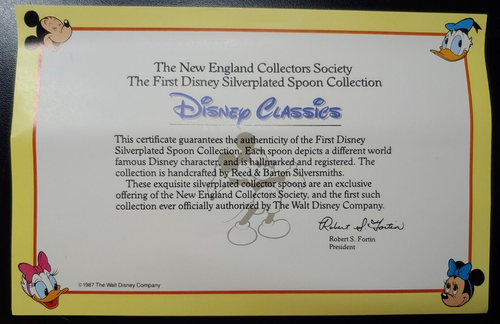 The New England Collectors Society
The First Disney Silverplated Spoon Collection
Disney Classics
This certificate guarantees the authenticity of the First Disney
Silverplated Spoon Collection. Each spoon depicts a different world
famous Disney character, and is hallmarked and registered. The
collection is handcrafted by Reed & Barton Silversmiths.
These exquisite silverplated collector spoons are an exclusive
offering of the New England Collectors Society, and the first such
collection ever officially authorized by The Walt Disney Company.
Robert S. Fortin
Robert S. Fortin
President
©1987 The Walt Disney Company